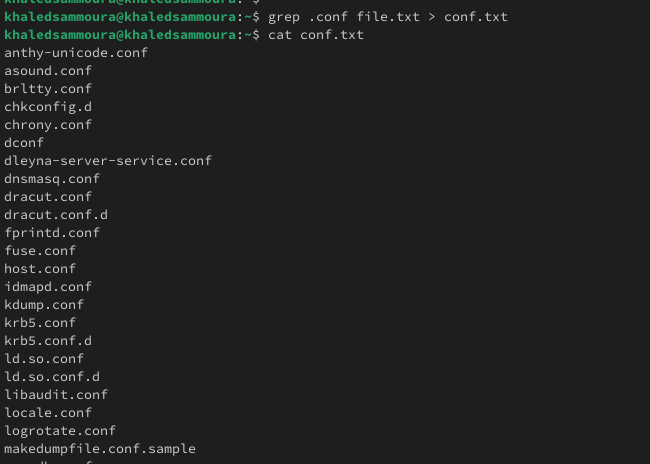 khaledsammoura@khaledsammoura:~$
khaledsammoura@khaledsammoura:~$ grep .conf file.txt > conf.txt
khaledsammoura@khaledsammoura:~$ cat conf.txt
anthy-unicode.conf
asound.conf
brltty.conf
chkconfig.d
chrony.conf
dconf
dleyna-server-service.conf
dnsmasq.conf
dracut.conf
dracut.conf.d
fprintd.conf
fuse.conf
host.conf
idmapd.conf
kdump.conf
krb5.conf
krb5.conf.d
ld.so.conf
ld.so.conf.d
libaudit.conf
locale.conf
logrotate.conf
makedumpfile.conf.sample